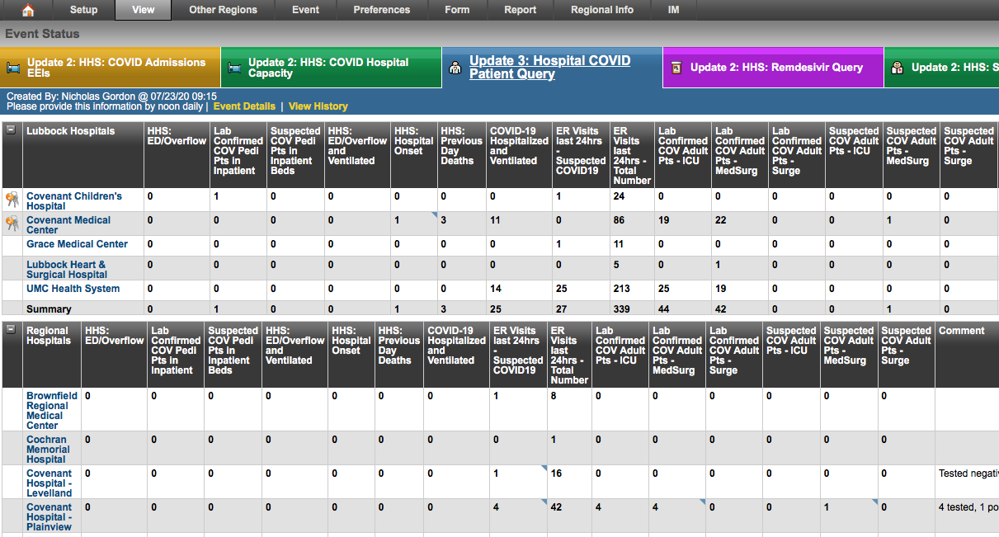 Setup View Other Regions Event Preferences Form Report Regional Info IM
Event Status
Update 2: HHS: COVID Admissions
EEIs
Update 2: HHS: COVID Hospital
Capacity
Update 3: Hospital COVID
Patient Query
Update 2: HHS: Remdesivir Query
Update 2: HHS: S
Created By: Nicholas Gordon @ 07/23/20 09:15
Please provide this information by noon daily | Event Details | View History
Lubbock Hospitals
HHS:
ED/Overflow
Lab
Confirmed
COV Pedi
Pts in
Inpatient
Suspected
COV Pedi
Pts in
Inpatient
Beds
HHS:
ED/Overflow
and
Ventilated
HHS:
Hospital
Onset
HHS:
Previous
Day
Deaths
COVID-19
Hospitalized
and
Ventilated
ER Visits
last 24hrs
-
Suspected
COVID19
ER
Visits
last
24hrs -
Total
Number
Lab
Confirmed
COV Adult
Pts - ICU
Lab
Confirmed
COV Adult
Pts -
MedSurg
Lab
Confirmed
COV Adult
Pts -
Surge
Suspected
COV Adult
Pts - ICU
Suspected
COV Adult
Pts -
MedSurg
Suspected
COV Adult
Pts -
Surge
Covenant Children's
Hospital
0 1 0 0 0 0 0 1 24 0 0 0 0 0 0
Covenant Medical
Center
0 0 0 0 1 3 11 0 86 19 22 0 0 1 0
Grace Medical Center 0 0 0 0 0 0 0 1 11 0 0 0 0 0 0
Lubbock Heart &
Surgical Hospital
0 0 0 0 0 0 0 0 5 0 1 0 0 0 0
UMC Health System 0 0 0 0 0 0 14 25 213 25 19 0 0 0 0
Summary 0 1 0 0 1 3 25 27 339 44 42 0 0 1 0
Regional
Hospitals
HHS:
ED/Overflow
Lab
Confirmed
COV Pedi
Pts in
Inpatient
Suspected
COV Pedi
Pts in
Inpatient
Beds
HHS:
ED/Overflow
and
Ventilated
HHS:
Hospital
Onset
HHS:
Previous
Day
Deaths
COVID-19
Hospitalized
and
Ventilated
ER Visits
last 24hrs
-
Suspected
COVID19
ER
Visits
last
24hrs -
Total
Number
Lab
Confirmed
COV Adult
Pts - ICU
Lab
Confirmed
COV Adult
Pts -
MedSurg
Lab
Confirmed
COV Adult
Pts -
Surge
Suspected
COV Adult
Pts - ICU
Suspected
COV Adult
Pts -
MedSurg
Suspected
COV Adult
Pts -
Surge
Comment
Brownfield
Regional
Medical
Center
0 0 0 0 0 0 0 1 8 0 0 0 0 0 0
Cochran
Memorial
Hospital
0 0 0 0 0 0 0 0 1 0 0 0 0 0 0
Covenant
Hospital -
Levelland
0 0 0 0 0 0 0 1 16 0 0 0 0 0 0 Tested negativ
Covenant
Hospital -
Plainview
0 0 0 0 0 0 0 4 42 4 4 0 0 1 0 4 tested, 1 po